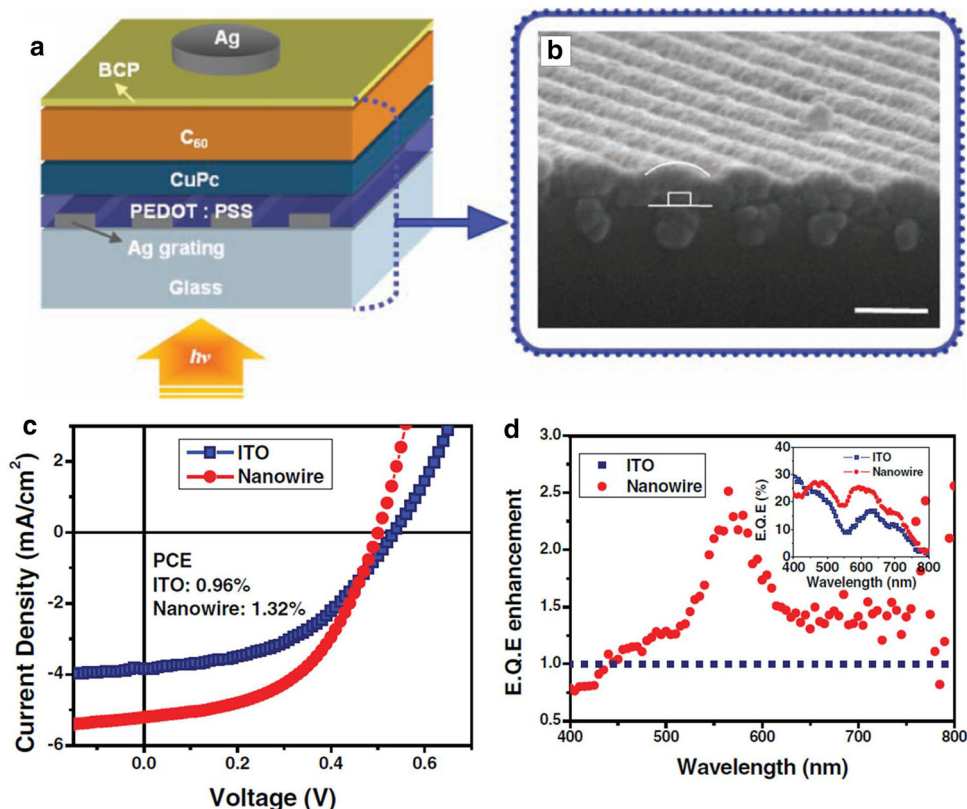 a
Ag
BCP
C₆₀
CuPc
PEDOT : PSS
Ag grating
Glass
hν
b
c
ITO
Nanowire
PCE
ITO: 0.96%
Nanowire: 1.32%
Current Density (mA/cm²)
2
0
-2
-4
-6
0.0 0.2 0.4 0.6
Voltage (V)
d
ITO
Nanowire
E.Q.E enhancement
3.0
2.5
2.0
1.5
1.0
0.5
400 500 600 700 800
Wavelength (nm)
ITO
Nanowire
E.Q.E (%)
40
30
20
10
0
400 500 600 700 800
Wavelength (nm)